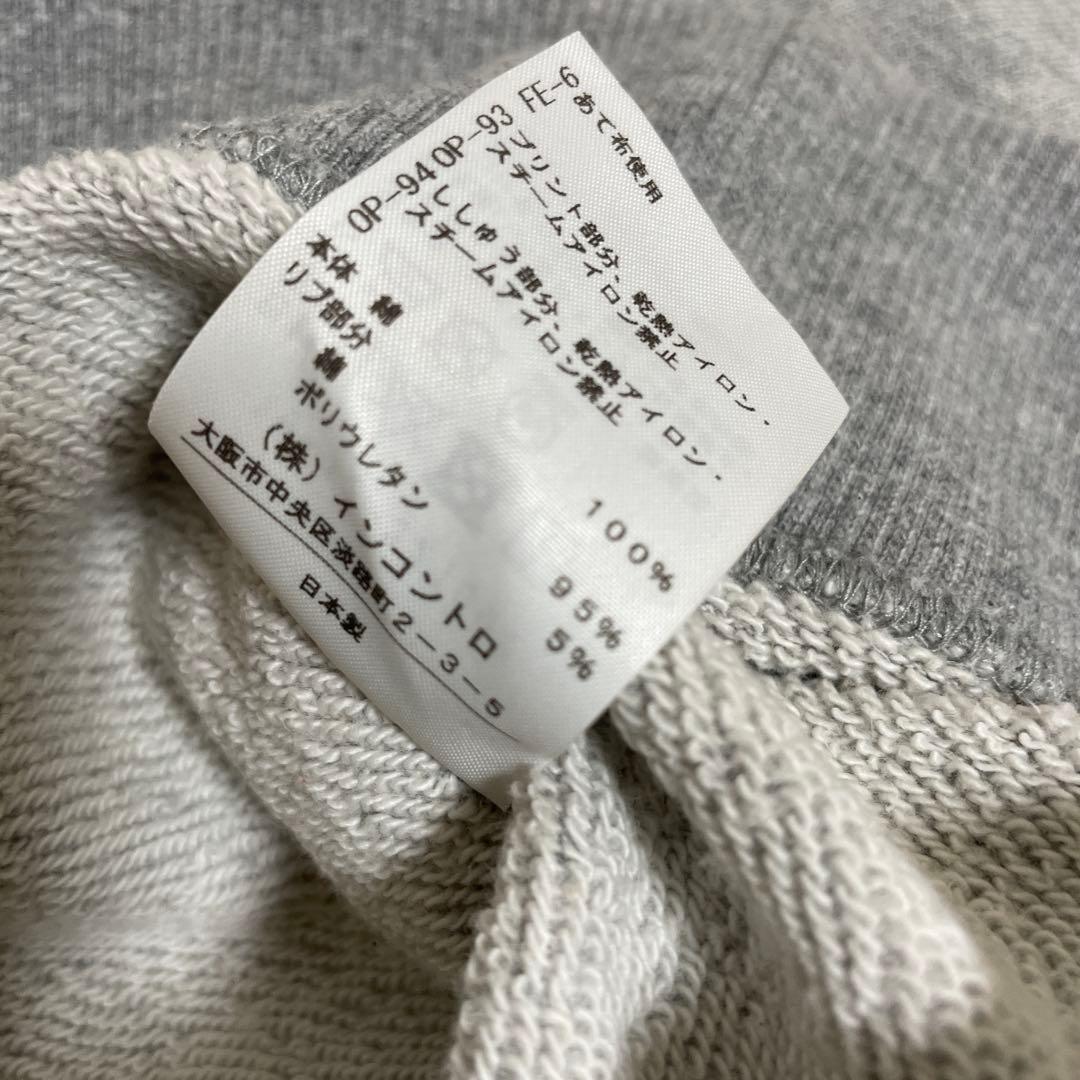 FE-6 あて布使用
OP-93 プリント部分、乾熱アイロン・
スチームアイロン禁止
OP-94 ししゅう部分、乾熱アイロン・
スチームアイロン禁止
本体 綿 100%
リブ部分
綿 95%
ポリウレタン 5%
(株)インコントロ
大阪市中央区淡路町2-3-5
日本製